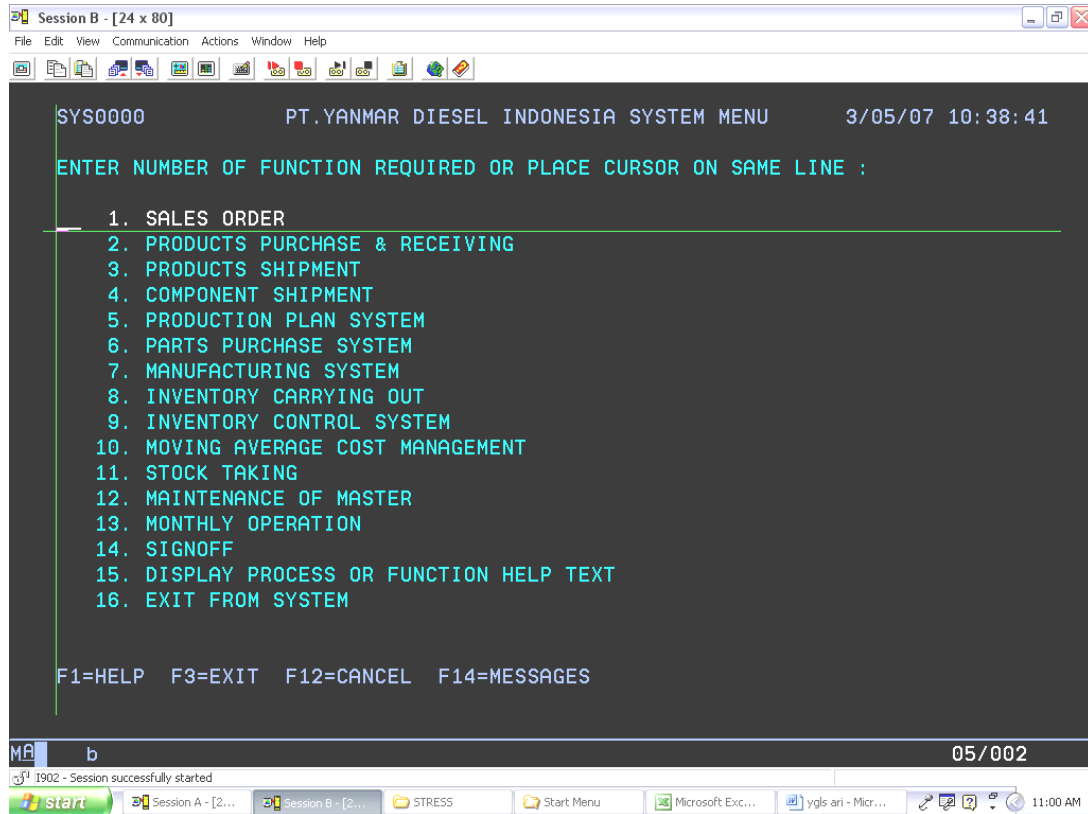 Session B - [24 x 80]
File Edit View Communication Actions Window Help
SYS0000 PT.YANMAR DIESEL INDONESIA SYSTEM MENU 3/05/07 10:38:41
ENTER NUMBER OF FUNCTION REQUIRED OR PLACE CURSOR ON SAME LINE :
1. SALES ORDER
2. PRODUCTS PURCHASE & RECEIVING
3. PRODUCTS SHIPMENT
4. COMPONENT SHIPMENT
5. PRODUCTION PLAN SYSTEM
6. PARTS PURCHASE SYSTEM
7. MANUFACTURING SYSTEM
8. INVENTORY CARRYING OUT
9. INVENTORY CONTROL SYSTEM
10. MOVING AVERAGE COST MANAGEMENT
11. STOCK TAKING
12. MAINTENANCE OF MASTER
13. MONTHLY OPERATION
14. SIGNOFF
15. DISPLAY PROCESS OR FUNCTION HELP TEXT
16. EXIT FROM SYSTEM
F1=HELP F3=EXIT F12=CANCEL F14=MESSAGES
MA b 05/002
I902 - Session successfully started
start Session A - [2... Session B - [2... STRESS Start Menu Microsoft Exc... ygls ari - Micr... 11:00 AM